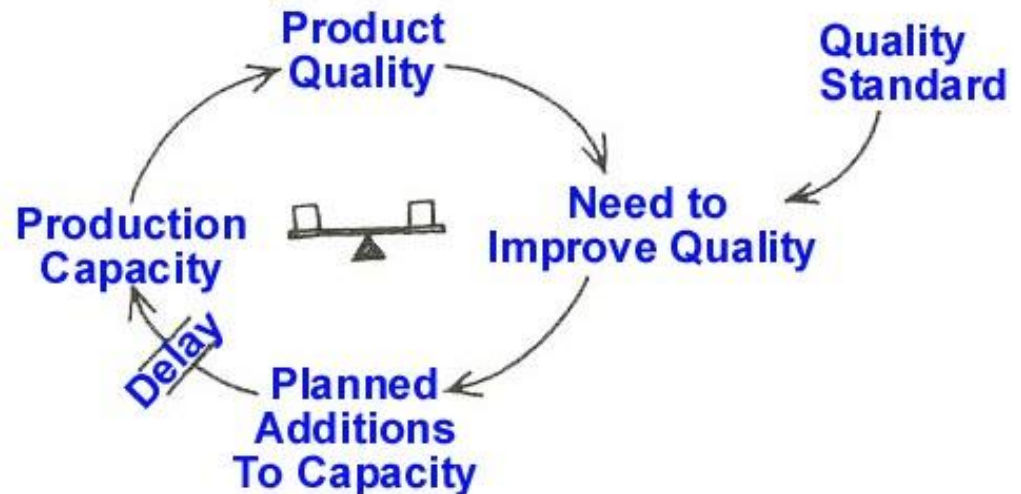 Product
Quality
Quality
Standard
Need to
Improve Quality
Production
Capacity
Delay
Planned
Additions
To Capacity